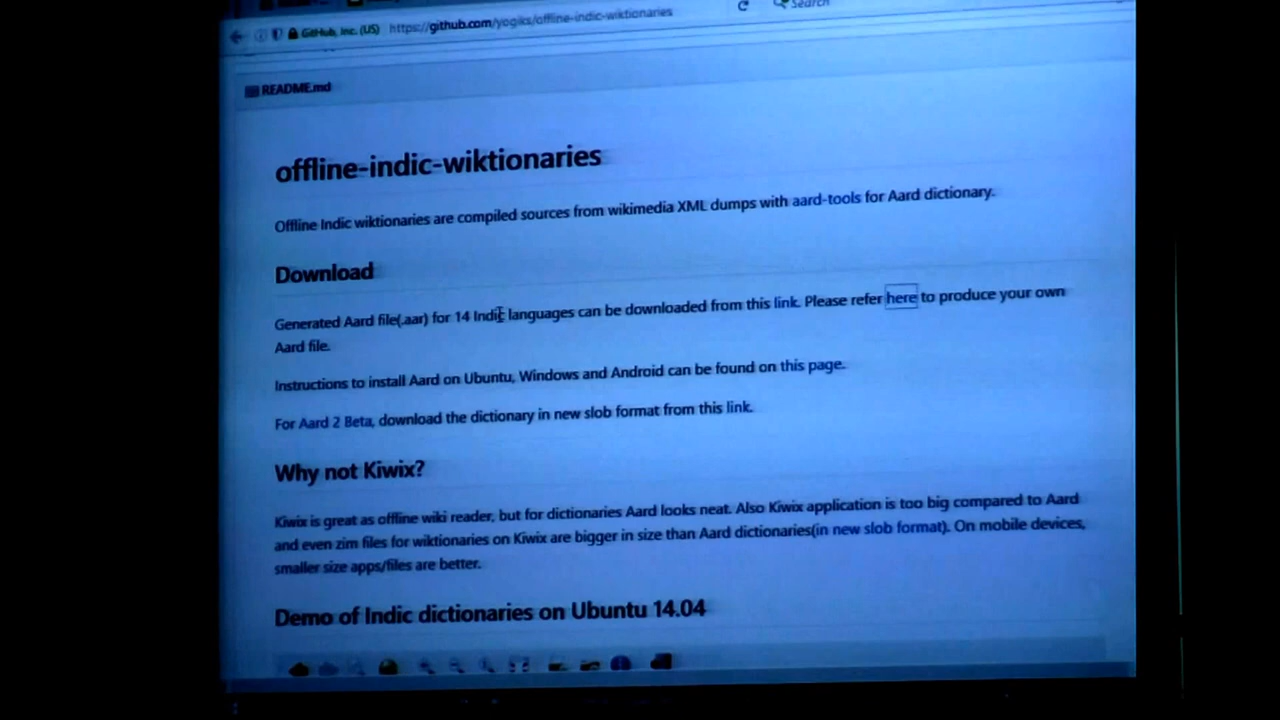 GitHub, Inc. (US) https://github.com/yogiks/offline-indic-wiktionaries Search
README.md
offline-indic-wiktionaries
Offline Indic wiktionaries are compiled sources from wikimedia XML dumps with aard-tools for Aard dictionary.
Download
Generated Aard file(.aar) for 14 Indic languages can be downloaded from this link. Please refer here to produce your own
Aard file.
Instructions to install Aard on Ubuntu, Windows and Android can be found on this page.
For Aard 2 Beta, download the dictionary in new slob format from this link.
Why not Kiwix?
Kiwix is great as offline wiki reader, but for dictionaries Aard looks neat. Also Kiwix application is too big compared to Aard
and even zim files for wiktionaries on Kiwix are bigger in size than Aard dictionaries(in new slob format). On mobile devices,
smaller size apps/files are better.
Demo of Indic dictionaries on Ubuntu 14.04